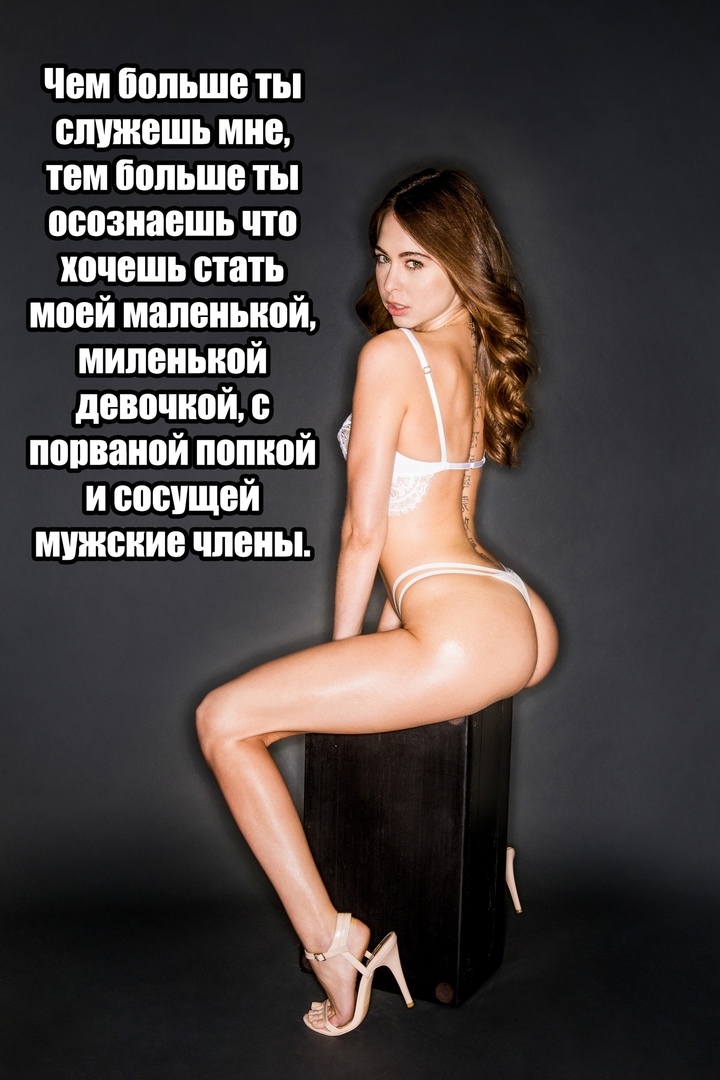 Чем больше ты
служешь мне,
тем больше ты
осознаешь что
хочешь стать
моей маленькой,
миленькой
девочкой, с
порваной попкой
и сосущей
мужские члены.